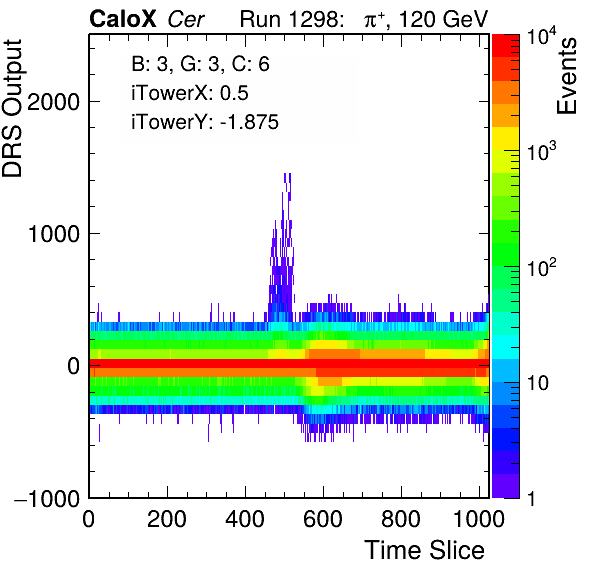 CaloX Cer Run 1298: π⁺, 120 GeV
B: 3, G: 3, C: 6
iTowerX: 0.5
iTowerY: -1.875
DRS Output
2000
1000
0
−1000
0 200 400 600 800 1000
Time Slice
Events
10⁴
10³
10²
10
1